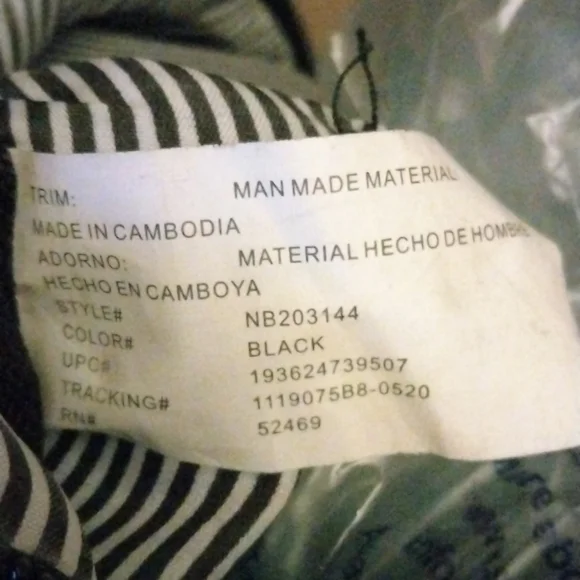 TRIM: MAN MADE MATERIAL
MADE IN CAMBODIA
ADORNO: MATERIAL HECHO DE HOMBRE
HECHO EN CAMBOYA
STYLE# NB203144
COLOR# BLACK
UPC# 193624739507
TRACKING# 1119075B8-0520
RN# 52469